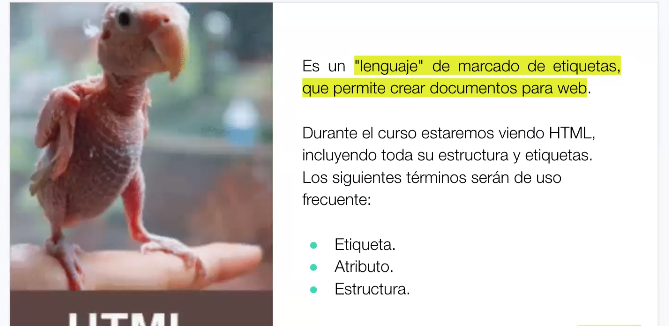 Es un "lenguaje" de marcado de etiquetas,
que permite crear documentos para web.
Durante el curso estaremos viendo HTML,
incluyendo toda su estructura y etiquetas.
Los siguientes términos serán de uso
frecuente:
Etiqueta.
Atributo.
Estructura.
HTML